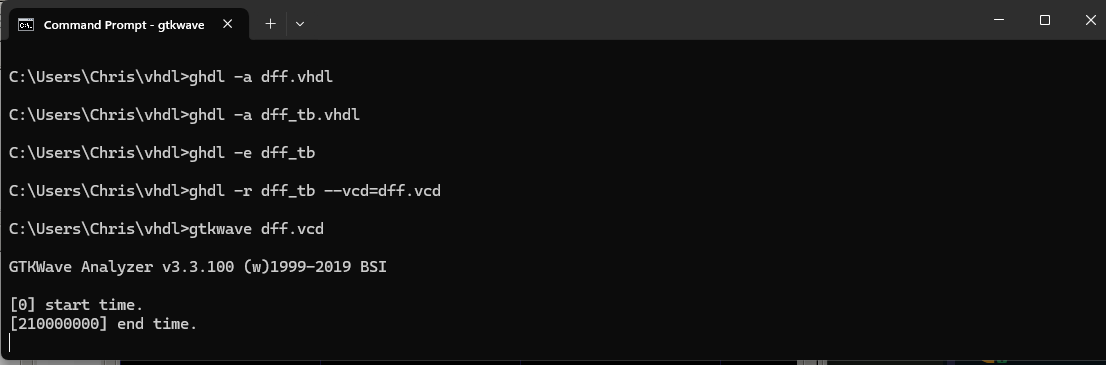 Command Prompt - gtkwave
C:\Users\Chris\vhdl>ghdl -a dff.vhdl
C:\Users\Chris\vhdl>ghdl -a dff_tb.vhdl
C:\Users\Chris\vhdl>ghdl -e dff_tb
C:\Users\Chris\vhdl>ghdl -r dff_tb --vcd=dff.vcd
C:\Users\Chris\vhdl>gtkwave dff.vcd
GTKWave Analyzer v3.3.100 (w)1999-2019 BSI
[0] start time.
[210000000] end time.